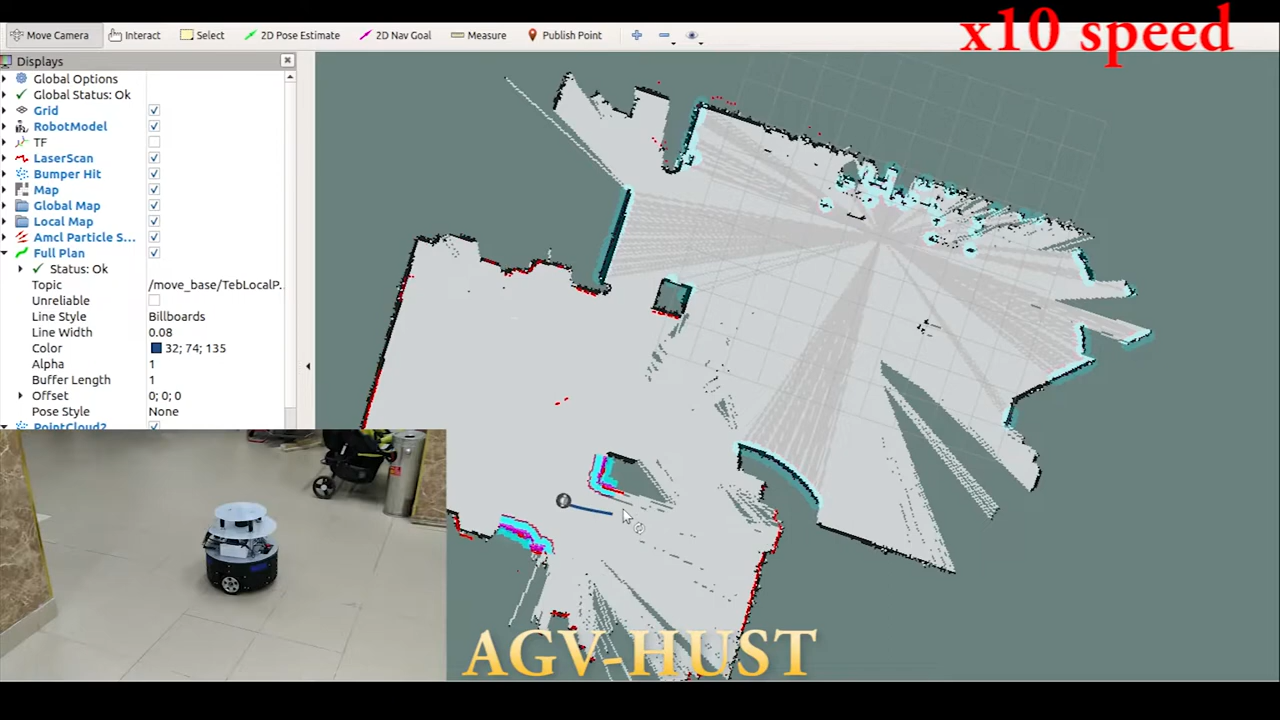 Move Camera Interact Select 2D Pose Estimate 2D Nav Goal Measure Publish Point
x10 speed
Displays
Global Options
Global Status: Ok
Grid
RobotModel
TF
LaserScan
Bumper Hit
Map
Global Map
Local Map
Amcl Particle S...
Full Plan
Status: Ok
Topic /move_base/TebLocalP.
Unreliable
Line Style Billboards
Line Width 0.08
Color 32; 74; 135
Alpha 1
Buffer Length 1
Offset 0; 0; 0
Pose Style None
PointCloud2
AGV-HUST